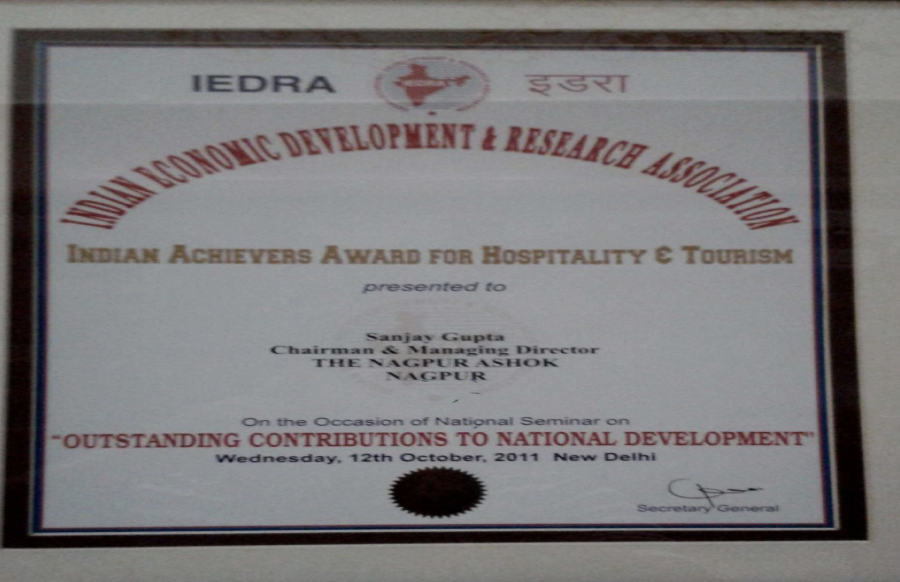 IEDRA इडरा
INDIAN ECONOMIC DEVELOPMENT & RESEARCH ASSOCIATION
INDIAN ACHIEVERS AWARD FOR HOSPITALITY & TOURISM
presented to
Sanjay Gupta
Chairman & Managing Director
THE NAGPUR ASHOK
NAGPUR
On the Occasion of National Seminar on
"OUTSTANDING CONTRIBUTIONS TO NATIONAL DEVELOPMENT"
Wednesday, 12th October, 2011 New Delhi
Secretary General